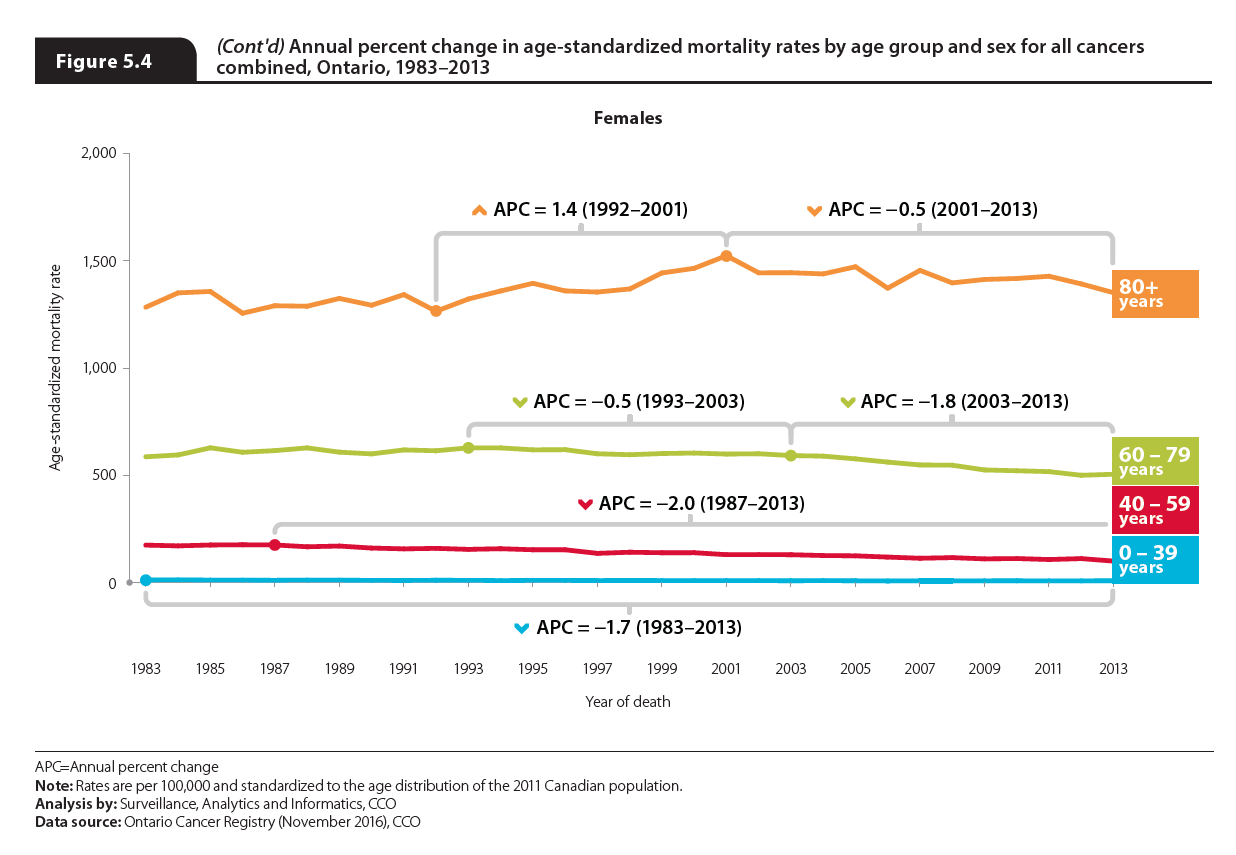 Figure 5.4
(Cont'd) Annual percent change in age-standardized mortality rates by age group and sex for all cancers
combined, Ontario, 1983–2013
Females
Age-standardized mortality rate
2,000
1,500
1,000
500
0
APC = 1.4 (1992–2001)
APC = −0.5 (2001–2013)
80+
years
APC = −0.5 (1993–2003)
APC = −1.8 (2003–2013)
60 – 79
years
APC = −2.0 (1987–2013)
40 – 59
years
0 – 39
years
APC = −1.7 (1983–2013)
1983 1985 1987 1989 1991 1993 1995 1997 1999 2001 2003 2005 2007 2009 2011 2013
Year of death
APC=Annual percent change
Note: Rates are per 100,000 and standardized to the age distribution of the 2011 Canadian population.
Analysis by: Surveillance, Analytics and Informatics, CCO
Data source: Ontario Cancer Registry (November 2016), CCO